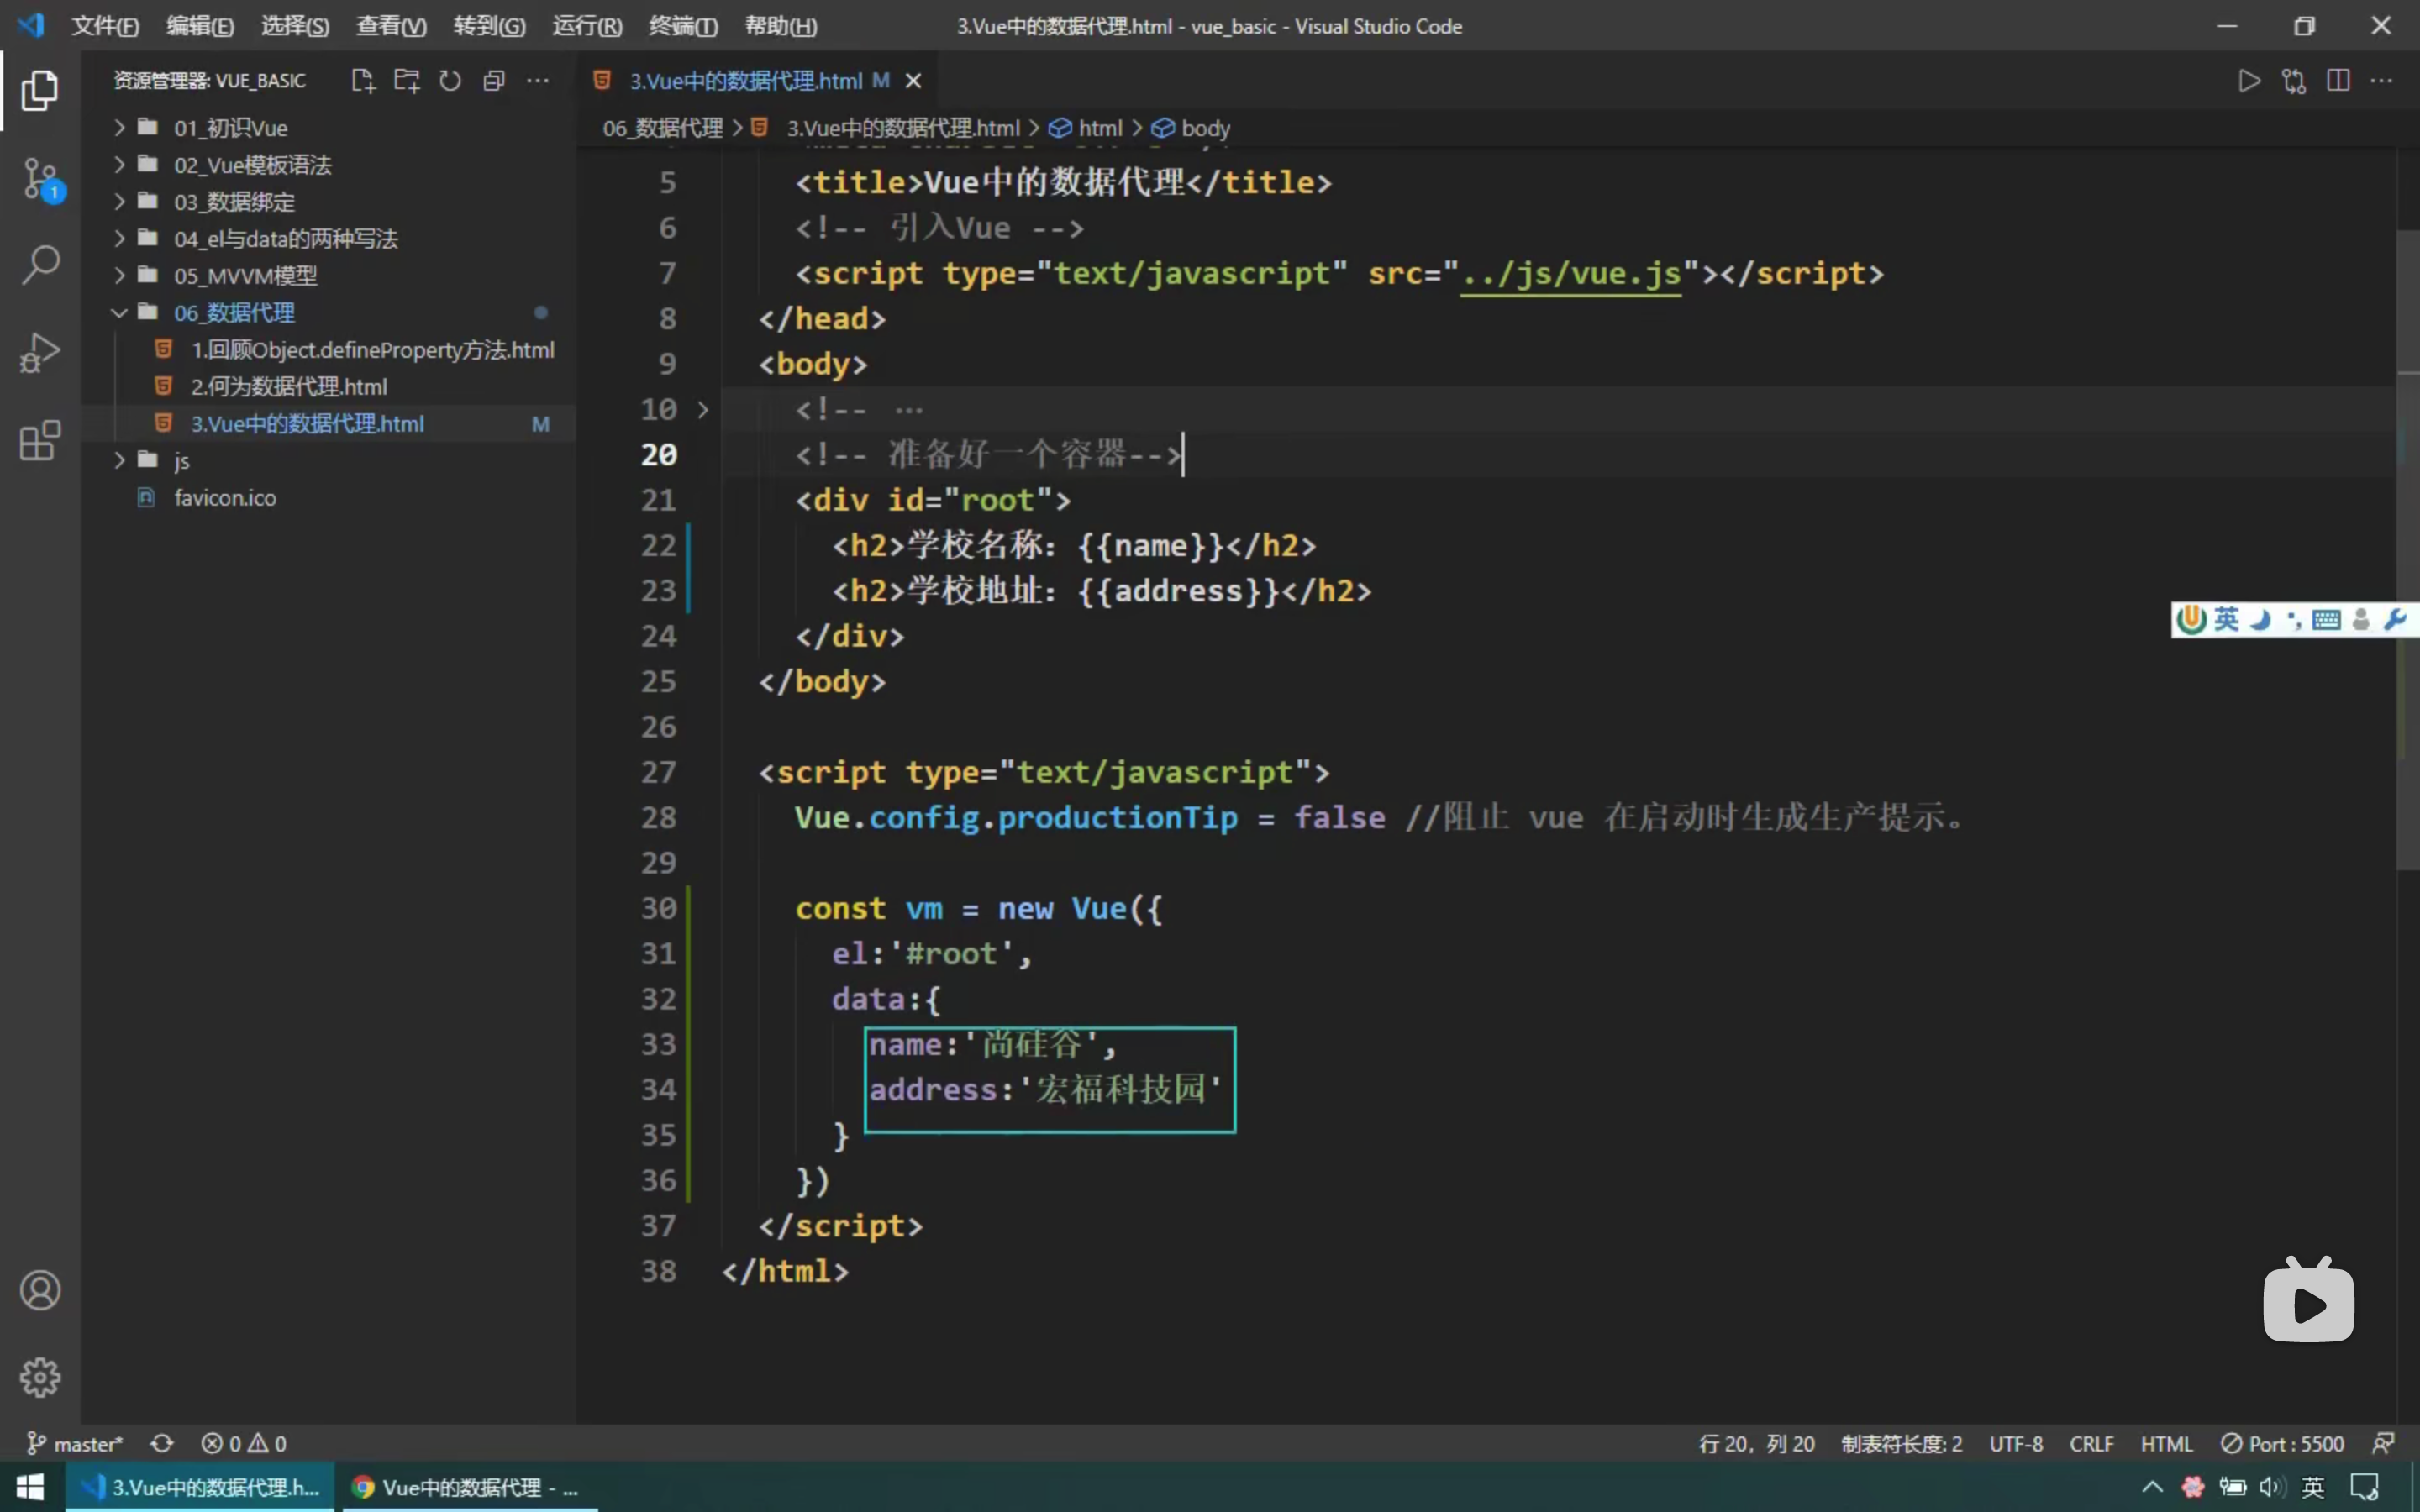 文件(F) 编辑(E) 选择(S) 查看(V) 转到(G) 运行(R) 终端(T) 帮助(H)
3.Vue中的数据代理.html - vue_basic - Visual Studio Code
资源管理器: VUE_BASIC
01_初识Vue
02_Vue模板语法
03_数据绑定
04_el与data的两种写法
05_MVVM模型
06_数据代理
1.回顾Object.defineProperty方法.html
2.何为数据代理.html
3.Vue中的数据代理.html M
js
favicon.ico
1
3.Vue中的数据代理.html M
06_数据代理 > 3.Vue中的数据代理.html > html > body
5 <title>Vue中的数据代理</title>
6 <!-- 引入Vue -->
7 <script type="text/javascript" src="../js/vue.js"></script>
8 </head>
9 <body>
10 <!-- ⋯
20 <!-- 准备好一个容器-->
21 <div id="root">
22 <h2>学校名称：{{name}}</h2>
23 <h2>学校地址：{{address}}</h2>
24 </div>
25 </body>
26
27 <script type="text/javascript">
28 Vue.config.productionTip = false //阻止 vue 在启动时生成生产提示。
29
30 const vm = new Vue({
31 el:'#root',
32 data:{
33 name:'尚硅谷',
34 address:'宏福科技园'
35 }
36 })
37 </script>
38 </html>
英
master* 0 0
行 20，列 20 制表符长度: 2 UTF-8 CRLF HTML Port : 5500
3.Vue中的数据代理.h...
Vue中的数据代理 - ...
英